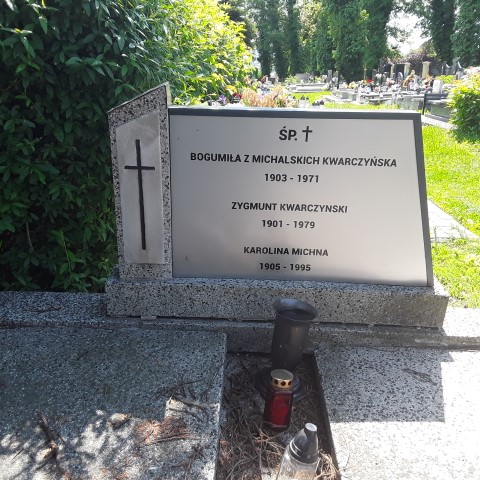 ŚP. ✝
BOGUMIŁA Z MICHALSKICH KWARCZYŃSKA
1903 - 1971
ZYGMUNT KWARCZYNSKI
1901 - 1979
KAROLINA MICHNA
1905 - 1995